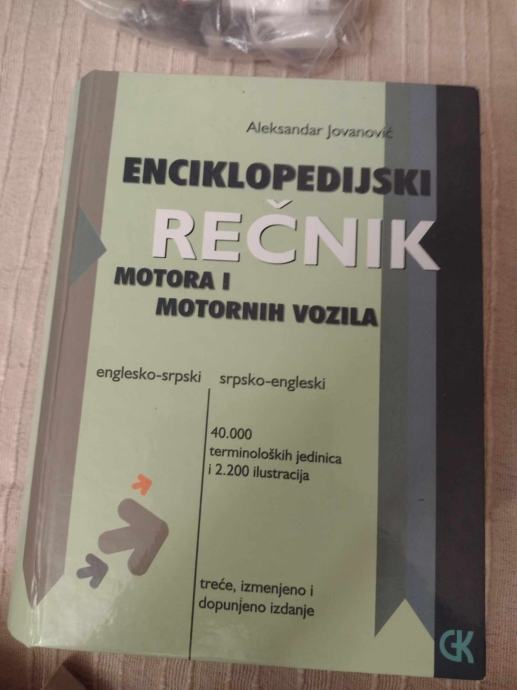 Aleksandar Jovanović
ENCIKLOPEDIJSKI
REČNIK
MOTORA I
MOTORNIH VOZILA
englesko-srpski srpsko-engleski
40.000
terminoloških jedinica
i 2.200 ilustracija
treće, izmenjeno i
dopunjeno izdanje
GK